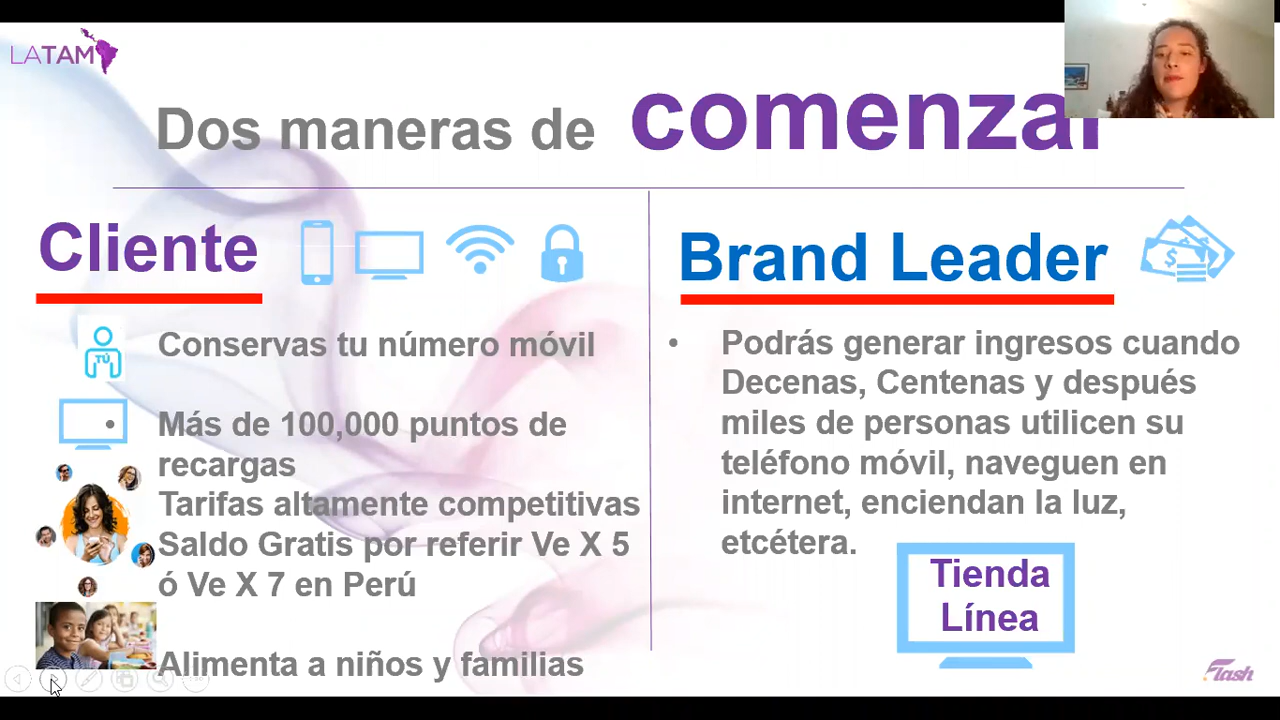 LATAM
Dos maneras de comenzar
Cliente
TÚ
Conservas tu número móvil
Más de 100,000 puntos de
recargas
Tarifas altamente competitivas
Saldo Gratis por referir Ve X 5
ó Ve X 7 en Perú
Alimenta a niños y familias
Brand Leader
$
• Podrás generar ingresos cuando
Decenas, Centenas y después
miles de personas utilicen su
teléfono móvil, naveguen en
internet, enciendan la luz,
etcétera.
Tienda
Línea
Flash